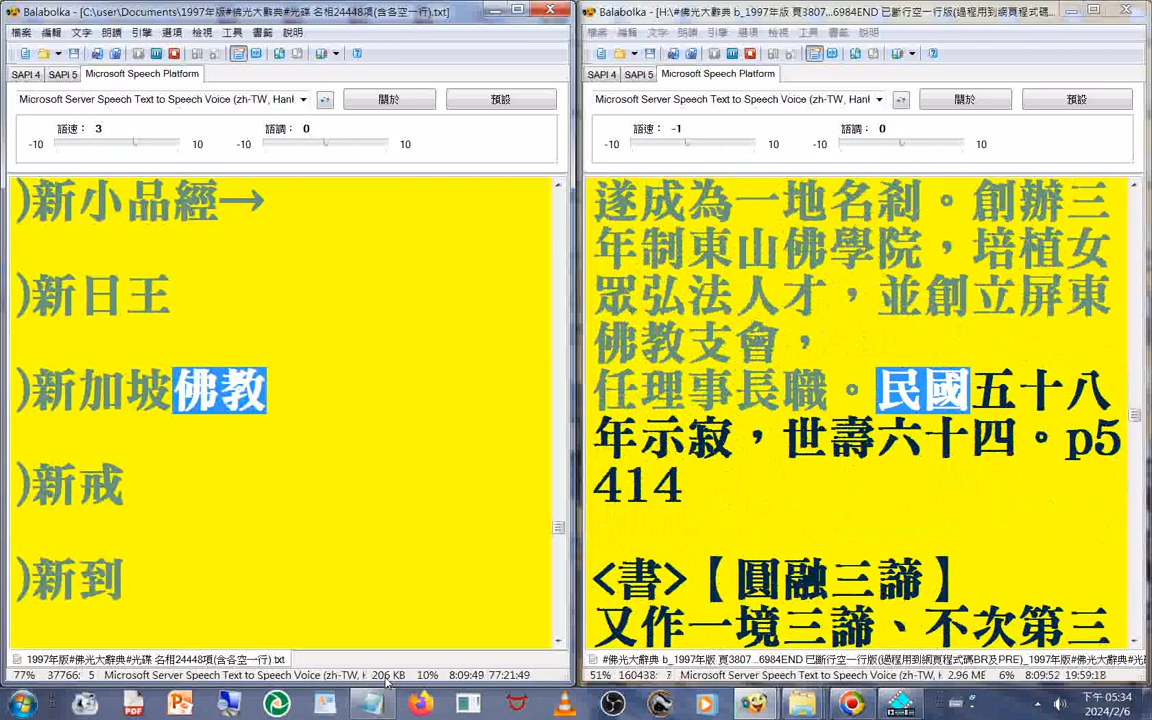 Balabolka - [C:\user\Documents\1997年版#佛光大辭典#光碟 名相24448項(含各空一行).txt]
檔案 編輯 文字 朗讀 引擎 選項 檢視 工具 書籤 說明
SAPI 4 SAPI 5 Microsoft Speech Platform
Microsoft Server Speech Text to Speech Voice (zh-TW, Hanl
關於
預設
語速： 3
語調： 0
-10 10 -10 10
)新小品經→
)新日王
)新加坡佛教
)新戒
)新到
1997年版#佛光大辭典#光碟 名相24448項(含各空一行).txt
77% 37766: 5 Microsoft Server Speech Text to Speech Voice (zh-TW, H 206 KB 10% 8:09:49 77:21:49
Balabolka - [H:\#佛光大辭典 b_1997年版 頁3807...6984END 已斷行空一行版(過程用到網頁程式碼...
檔案 編輯 文字 朗讀 引擎 選項 檢視 工具 書籤 說明
SAPI 4 SAPI 5 Microsoft Speech Platform
Microsoft Server Speech Text to Speech Voice (zh-TW, Hanl
關於
預設
語速： -1
語調： 0
-10 10 -10 10
遂成為一地名剎。創辦三
年制東山佛學院，培植女
眾弘法人才，並創立屏東
佛教支會，
任理事長職。民國五十八
年示寂，世壽六十四。p5
414
<書>【圓融三諦】
又作一境三諦、不次第三
#佛光大辭典 b_1997年版 頁3807...6984END 已斷行空一行版(過程用到網頁程式碼BR及PRE)_1997年版#光
51% 160438: Microsoft Server Speech Text to Speech Voice (zh-TW, H 2.96 ME 6% 8:09:52 19:59:18
下午 05:34
2024/2/6